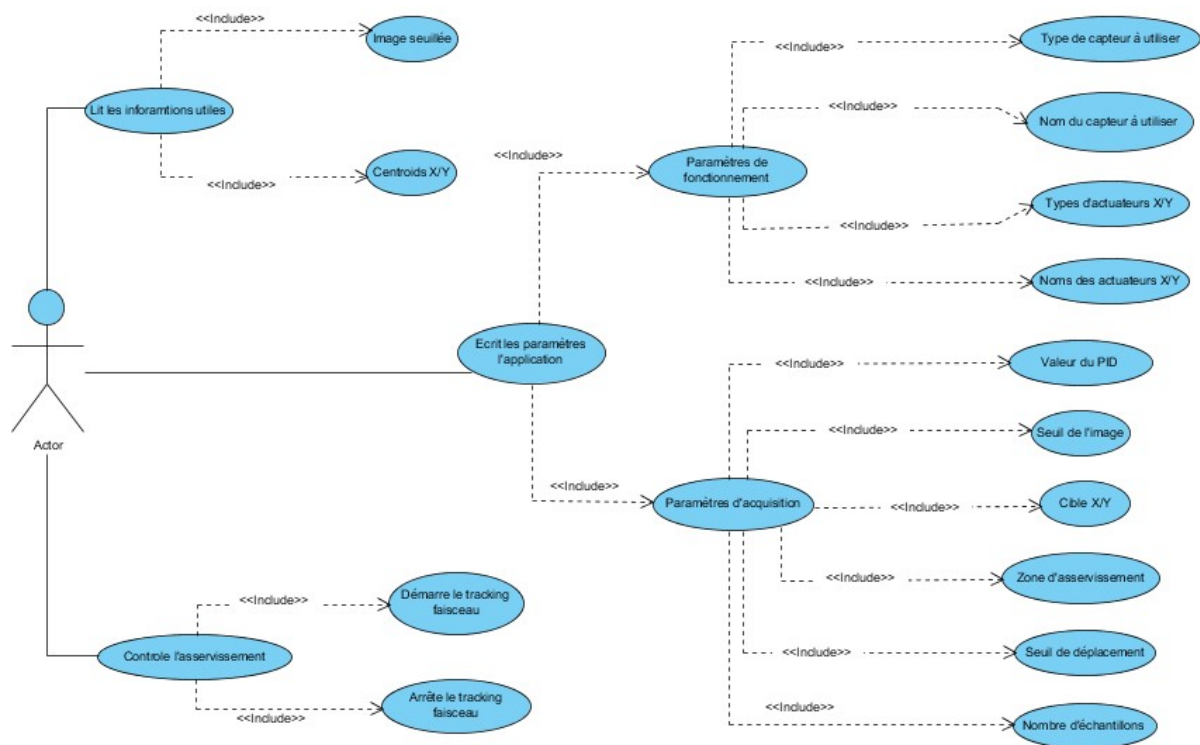 <<Include>>
Image seuillée
Lit les inforamtions utiles
<<Include>>
Centroids X/Y
Actor
<<Include>>
Ecrit les paramètres
l'application
<<Include>>
Paramètres de
fonctionnement
<<Include>>
Type de capteur à utiliser
<<Include>>
Nom du capteur à utiliser
<<Include>>
Types d'actuateurs X/Y
<<Include>>
Noms des actuateurs X/Y
<<Include>>
Paramètres d'acquisition
<<Include>>
Valeur du PID
<<Include>>
Seuil de l'image
<<Include>>
Cible X/Y
<<Include>>
Zone d'asservissement
<<Include>>
Seuil de déplacement
<<Include>>
Nombre d'échantillons
Controle l'asservissement
<<Include>>
Démarre le tracking
faisceau
<<Include>>
Arrête le tracking
faisceau